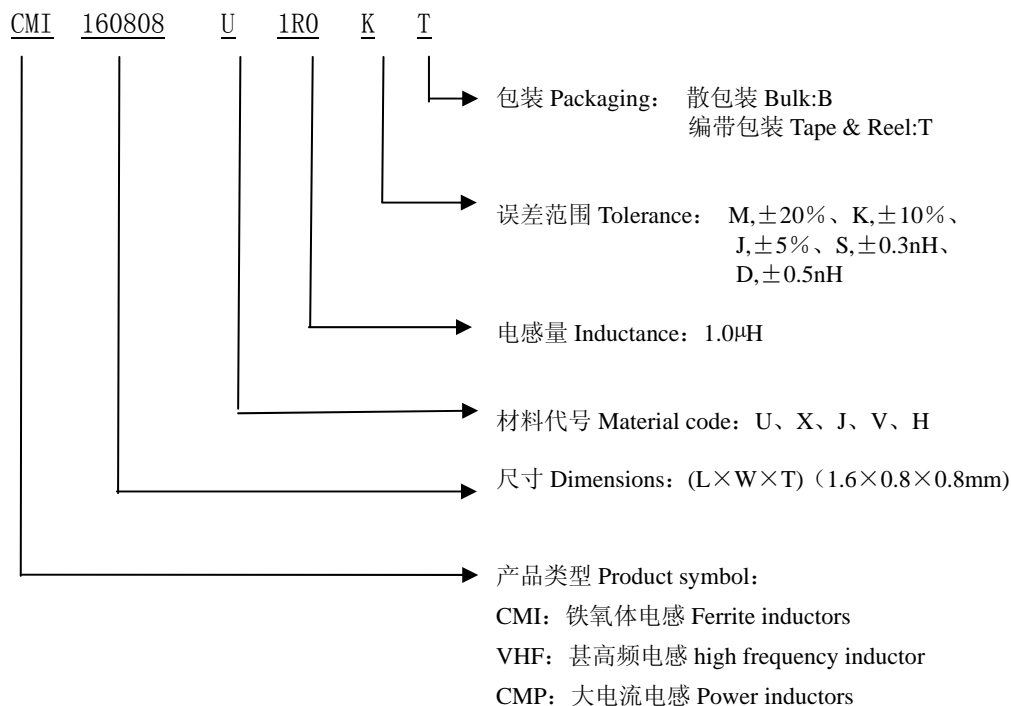 CMI 160808 U 1R0 K T
包装 Packaging： 散包装 Bulk:B
编带包装 Tape & Reel:T
误差范围 Tolerance： M,±20%、K,±10%、
J,±5%、S,±0.3nH、
D,±0.5nH
电感量 Inductance：1.0μH
材料代号 Material code：U、X、J、V、H
尺寸 Dimensions：(L×W×T)（1.6×0.8×0.8mm)
产品类型 Product symbol：
CMI：铁氧体电感 Ferrite inductors
VHF：甚高频电感 high frequency inductor
CMP：大电流电感 Power inductors